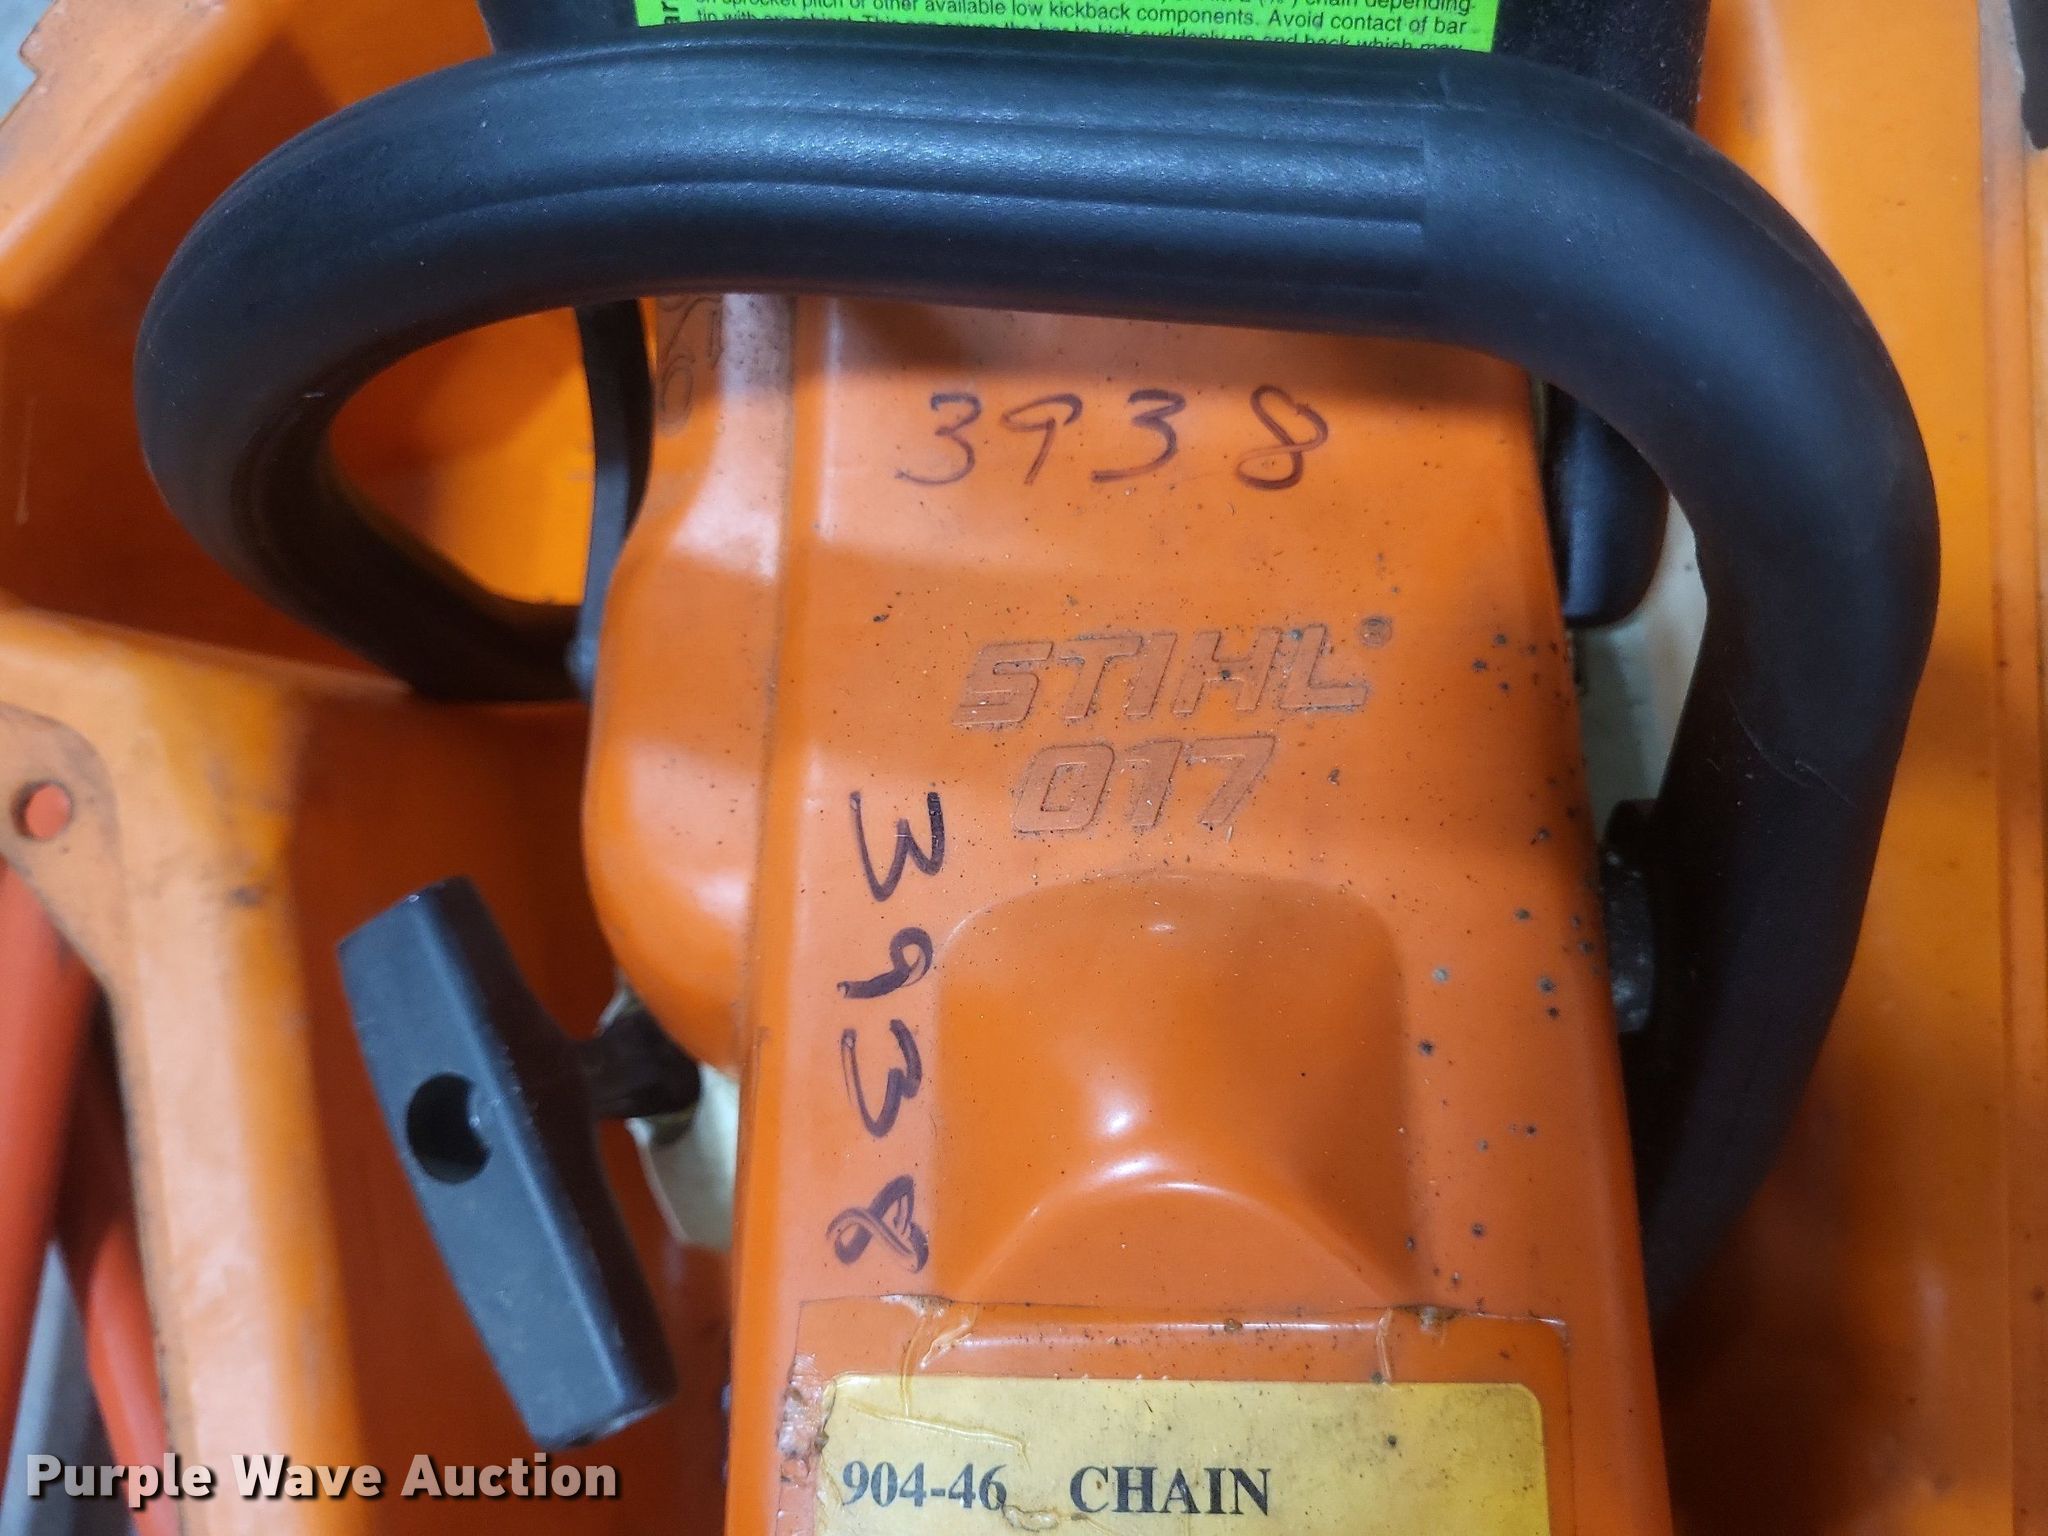 on sprocket pitch or other available low kickback components. Avoid contact of bar
3938
STIHL®
017
3938
904-46 CHAIN
Purple Wave Auction